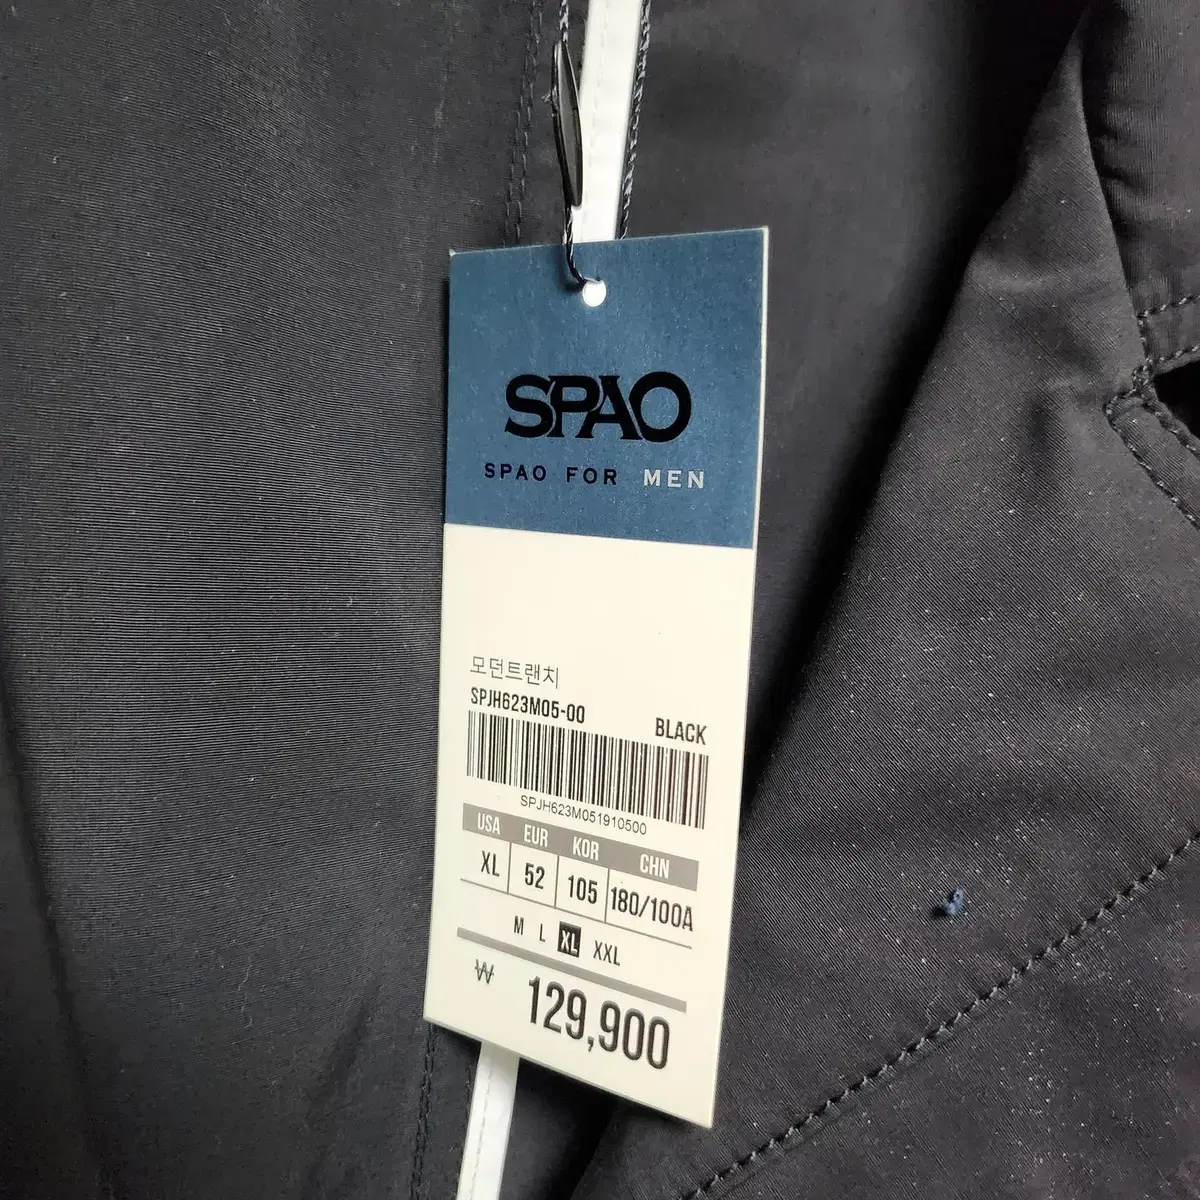 SPAO
SPAO FOR MEN
모던트랜치
SPJH623M05-00
BLACK
SPJH623M051910500
USA EUR KOR CHN
XL 52 105 180/100A
M L XL XXL
₩ 129,900